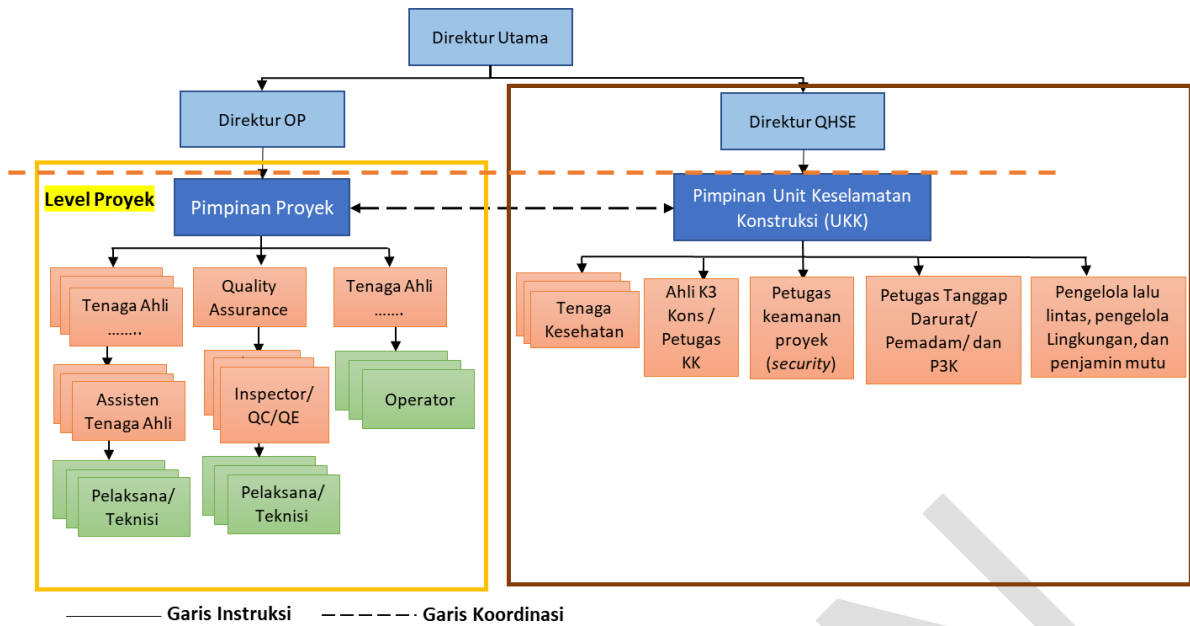 Direktur Utama
Direktur OP
Direktur QHSE
Level Proyek
Pimpinan Proyek
Pimpinan Unit Keselamatan
Konstruksi (UKK)
Tenaga Ahli
……..
Quality
Assurance
Tenaga Ahli
…….
Assisten
Tenaga Ahli
Inspector/
QC/QE
Operator
Pelaksana/
Teknisi
Pelaksana/
Teknisi
Tenaga
Kesehatan
Ahli K3
Kons /
Petugas
KK
Petugas
keamanan
proyek
(security)
Petugas Tanggap
Darurat/
Pemadam/ dan
P3K
Pengelola lalu
lintas, pengelola
Lingkungan, dan
penjamin mutu
Garis Instruksi
Garis Koordinasi